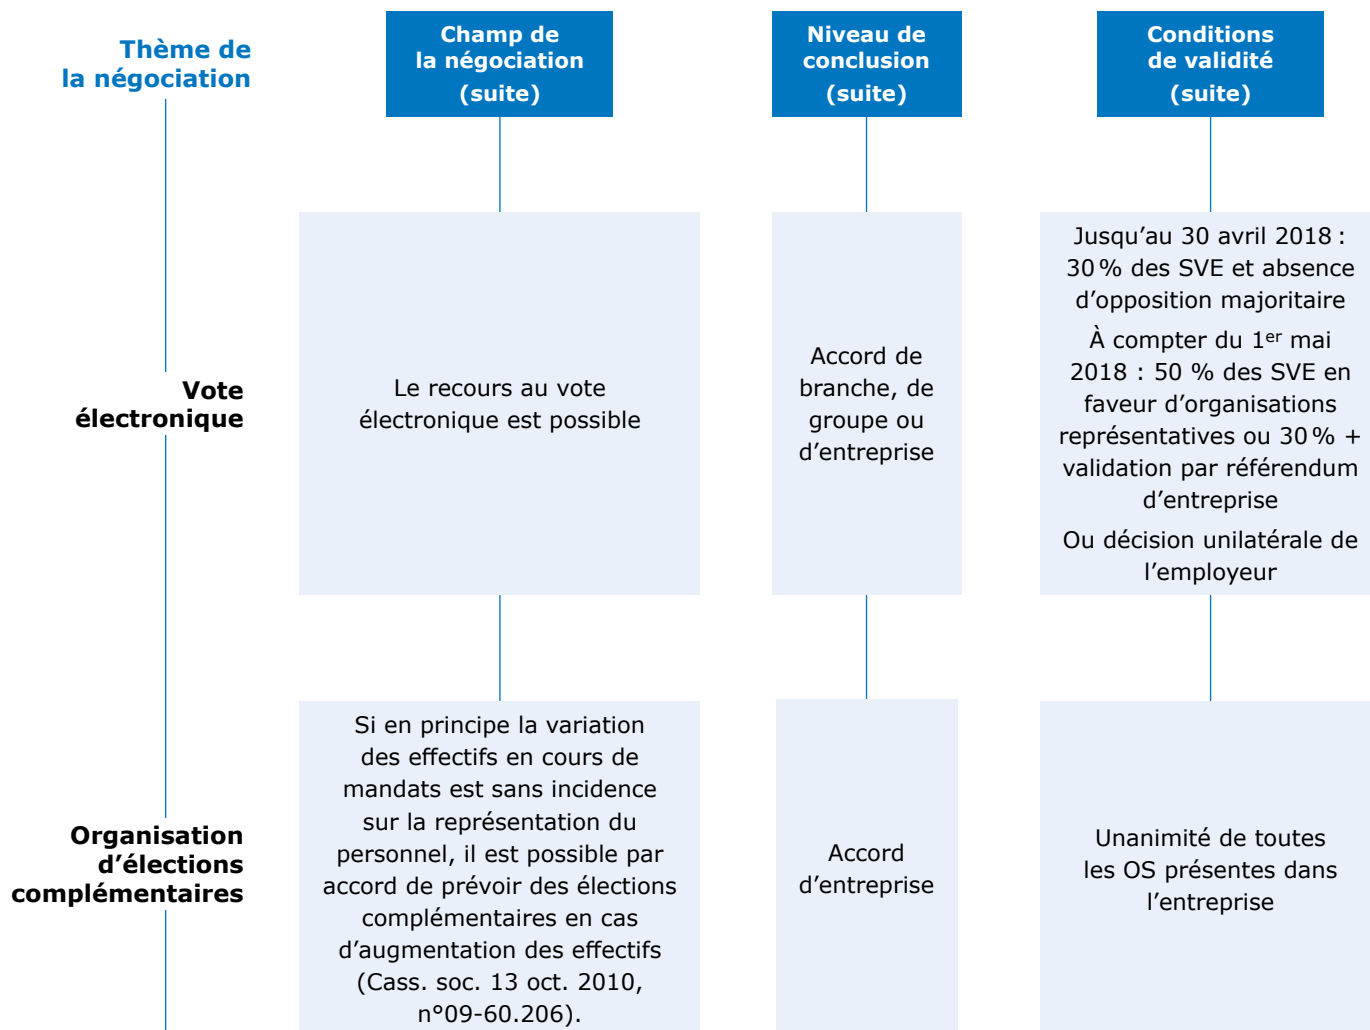 Thème de
la négociation
Champ de
la négociation
(suite)
Niveau de
conclusion
(suite)
Conditions
de validité
(suite)
Vote
électronique
Le recours au vote
électronique est possible
Accord de
branche, de
groupe ou
d’entreprise
Jusqu’au 30 avril 2018 :
30 % des SVE et absence
d’opposition majoritaire
À compter du 1er mai
2018 : 50 % des SVE en
faveur d’organisations
représentatives ou 30 % +
validation par référendum
d’entreprise
Ou décision unilatérale de
l’employeur
Organisation
d’élections
complémentaires
Si en principe la variation
des effectifs en cours de
mandats est sans incidence
sur la représentation du
personnel, il est possible par
accord de prévoir des élections
complémentaires en cas
d’augmentation des effectifs
(Cass. soc. 13 oct. 2010,
n°09-60.206).
Accord
d’entreprise
Unanimité de toutes
les OS présentes dans
l’entreprise